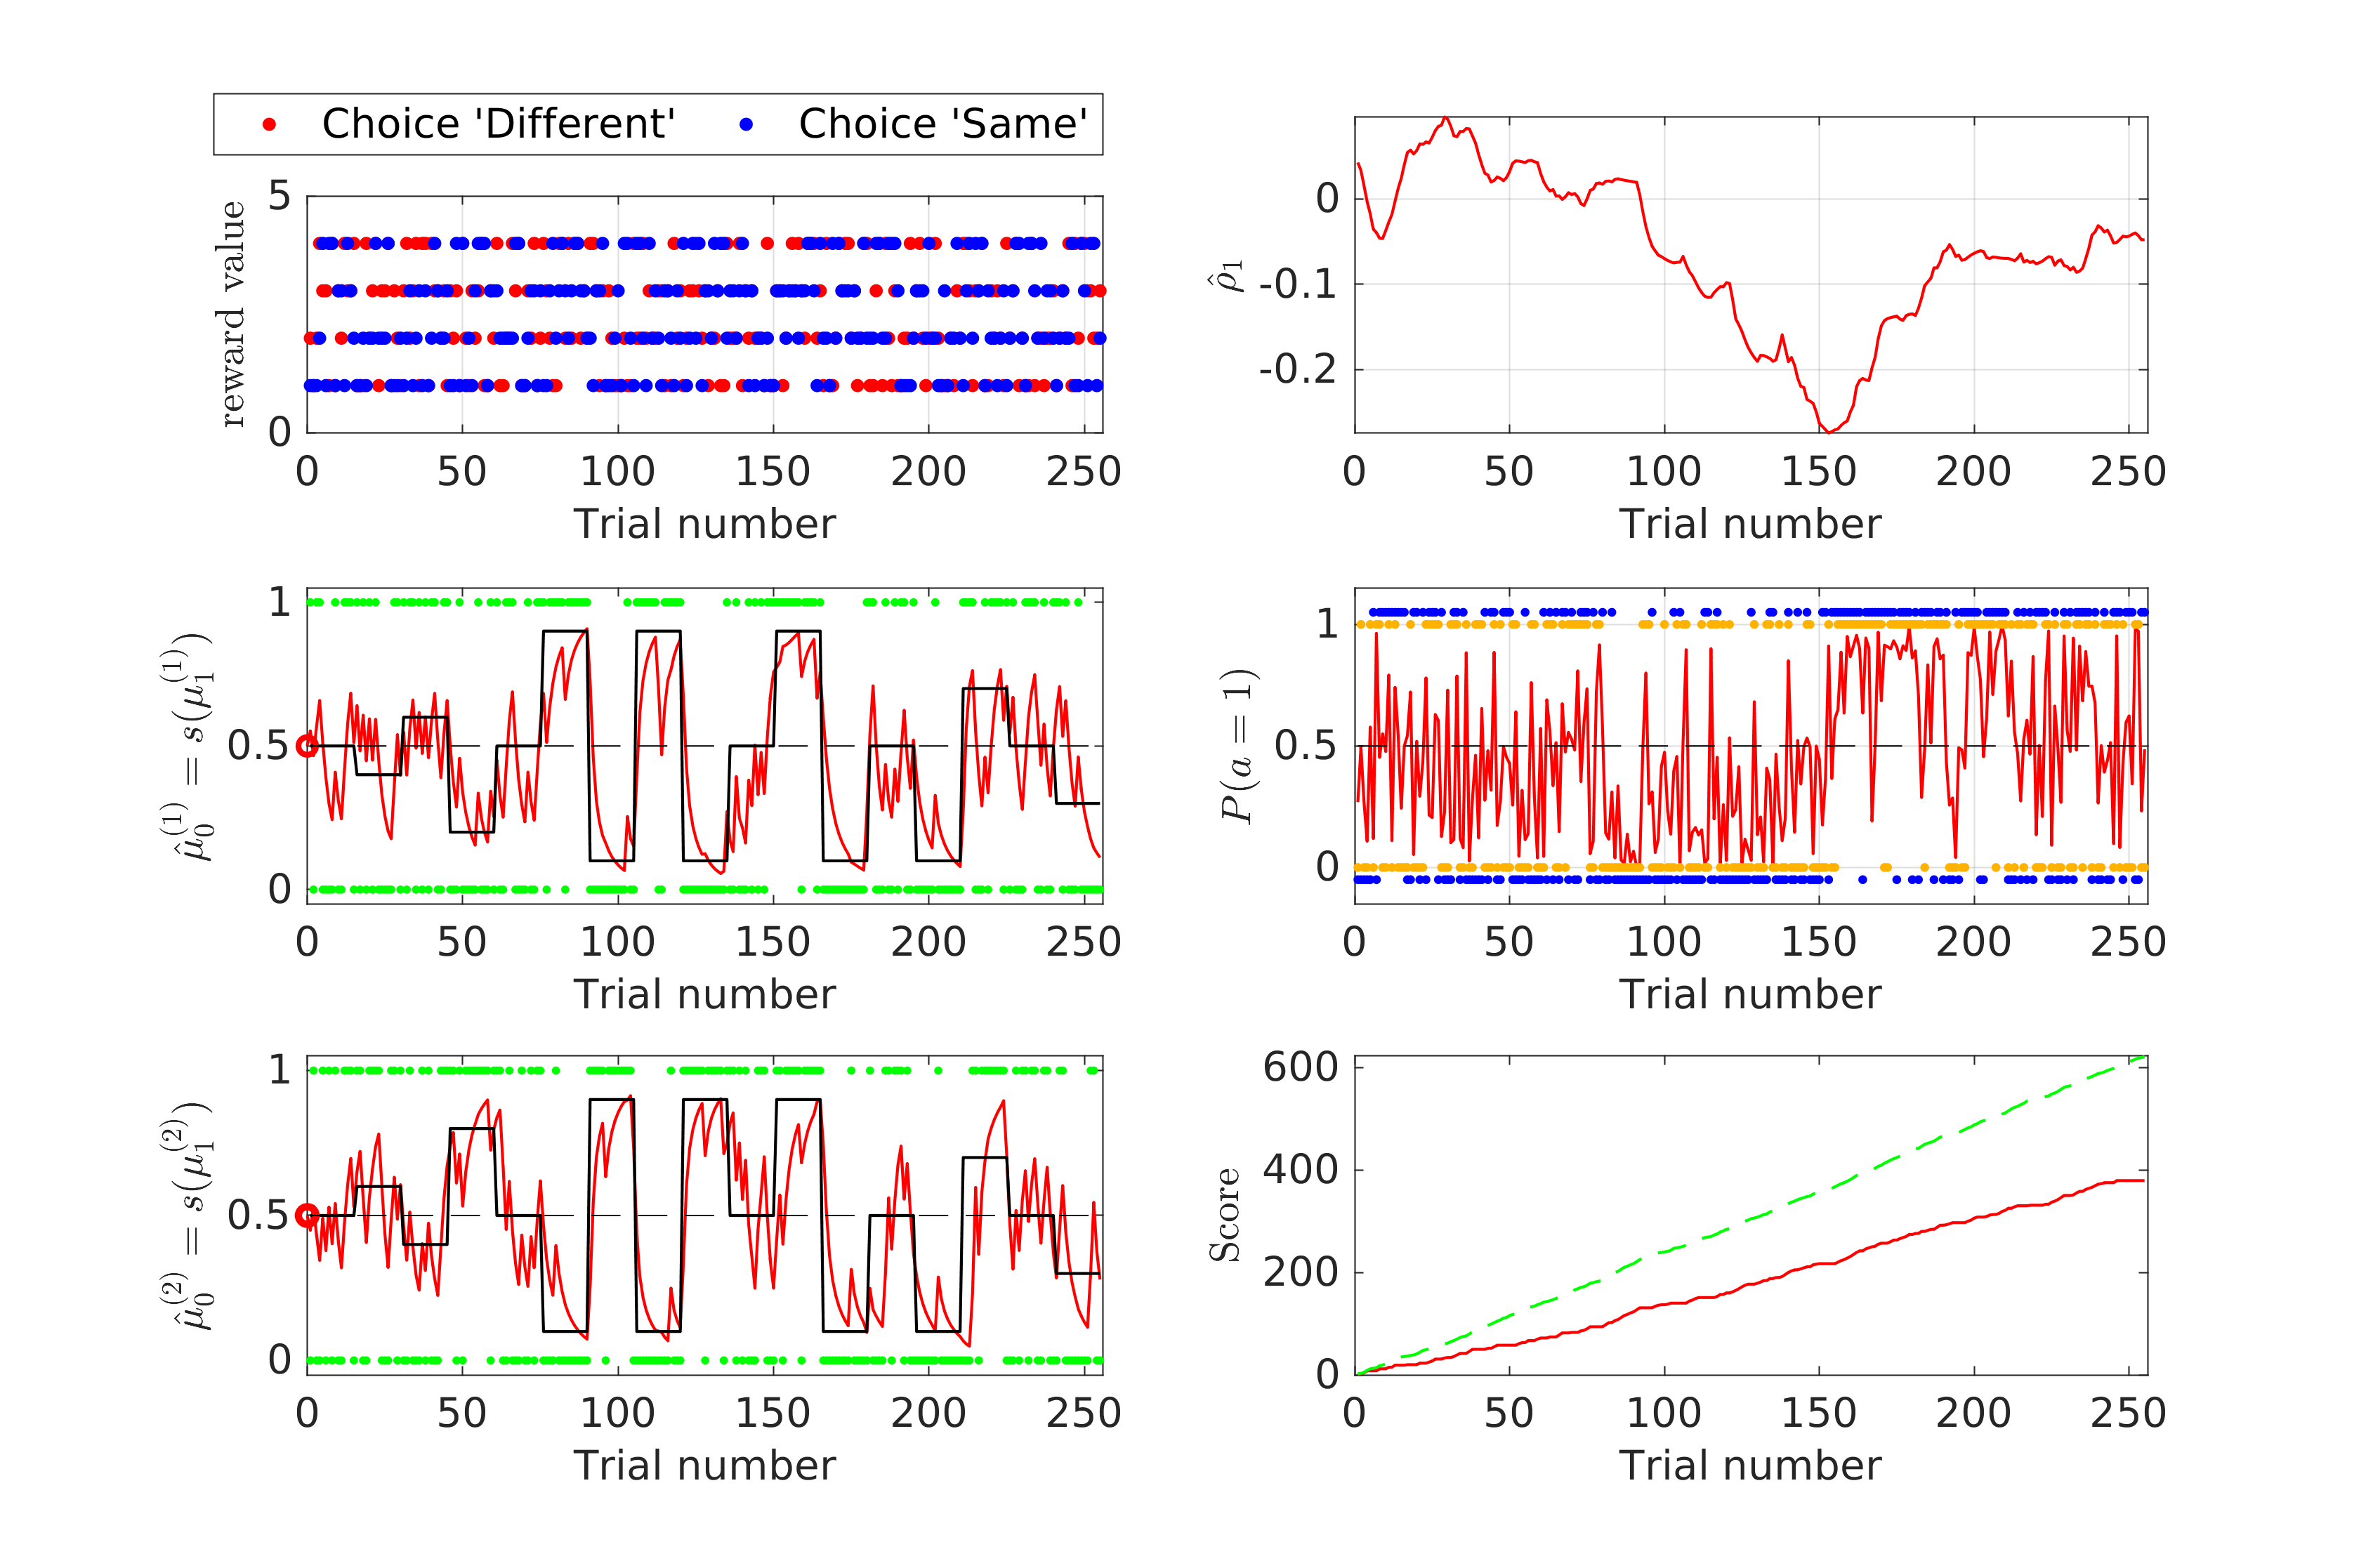 Choice 'Different' Choice 'Same'
reward value
5
0
0 50 100 150 200 250
Trial number
ρ̂₁
0
-0.1
-0.2
0 50 100 150 200 250
Trial number
μ̂₀⁽¹⁾ = s(μ₁⁽¹⁾)
1
0.5
0
0 50 100 150 200 250
Trial number
P(a = 1)
1
0.5
0
0 50 100 150 200 250
Trial number
μ̂₀⁽²⁾ = s(μ₁⁽²⁾)
1
0.5
0
0 50 100 150 200 250
Trial number
Score
600
400
200
0
0 50 100 150 200 250
Trial number